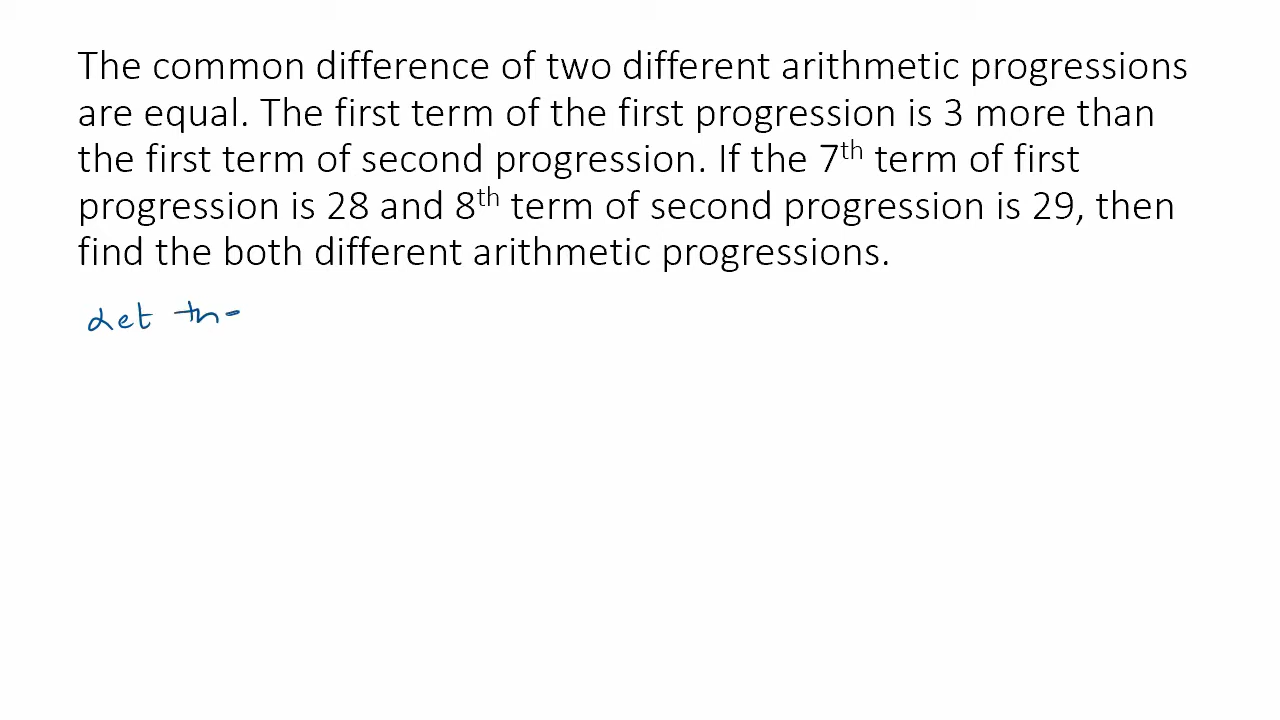 The common difference of two different arithmetic progressions
are equal. The first term of the first progression is 3 more than
the first term of second progression. If the 7th term of first
progression is 28 and 8th term of second progression is 29, then
find the both different arithmetic progressions.
Let th-